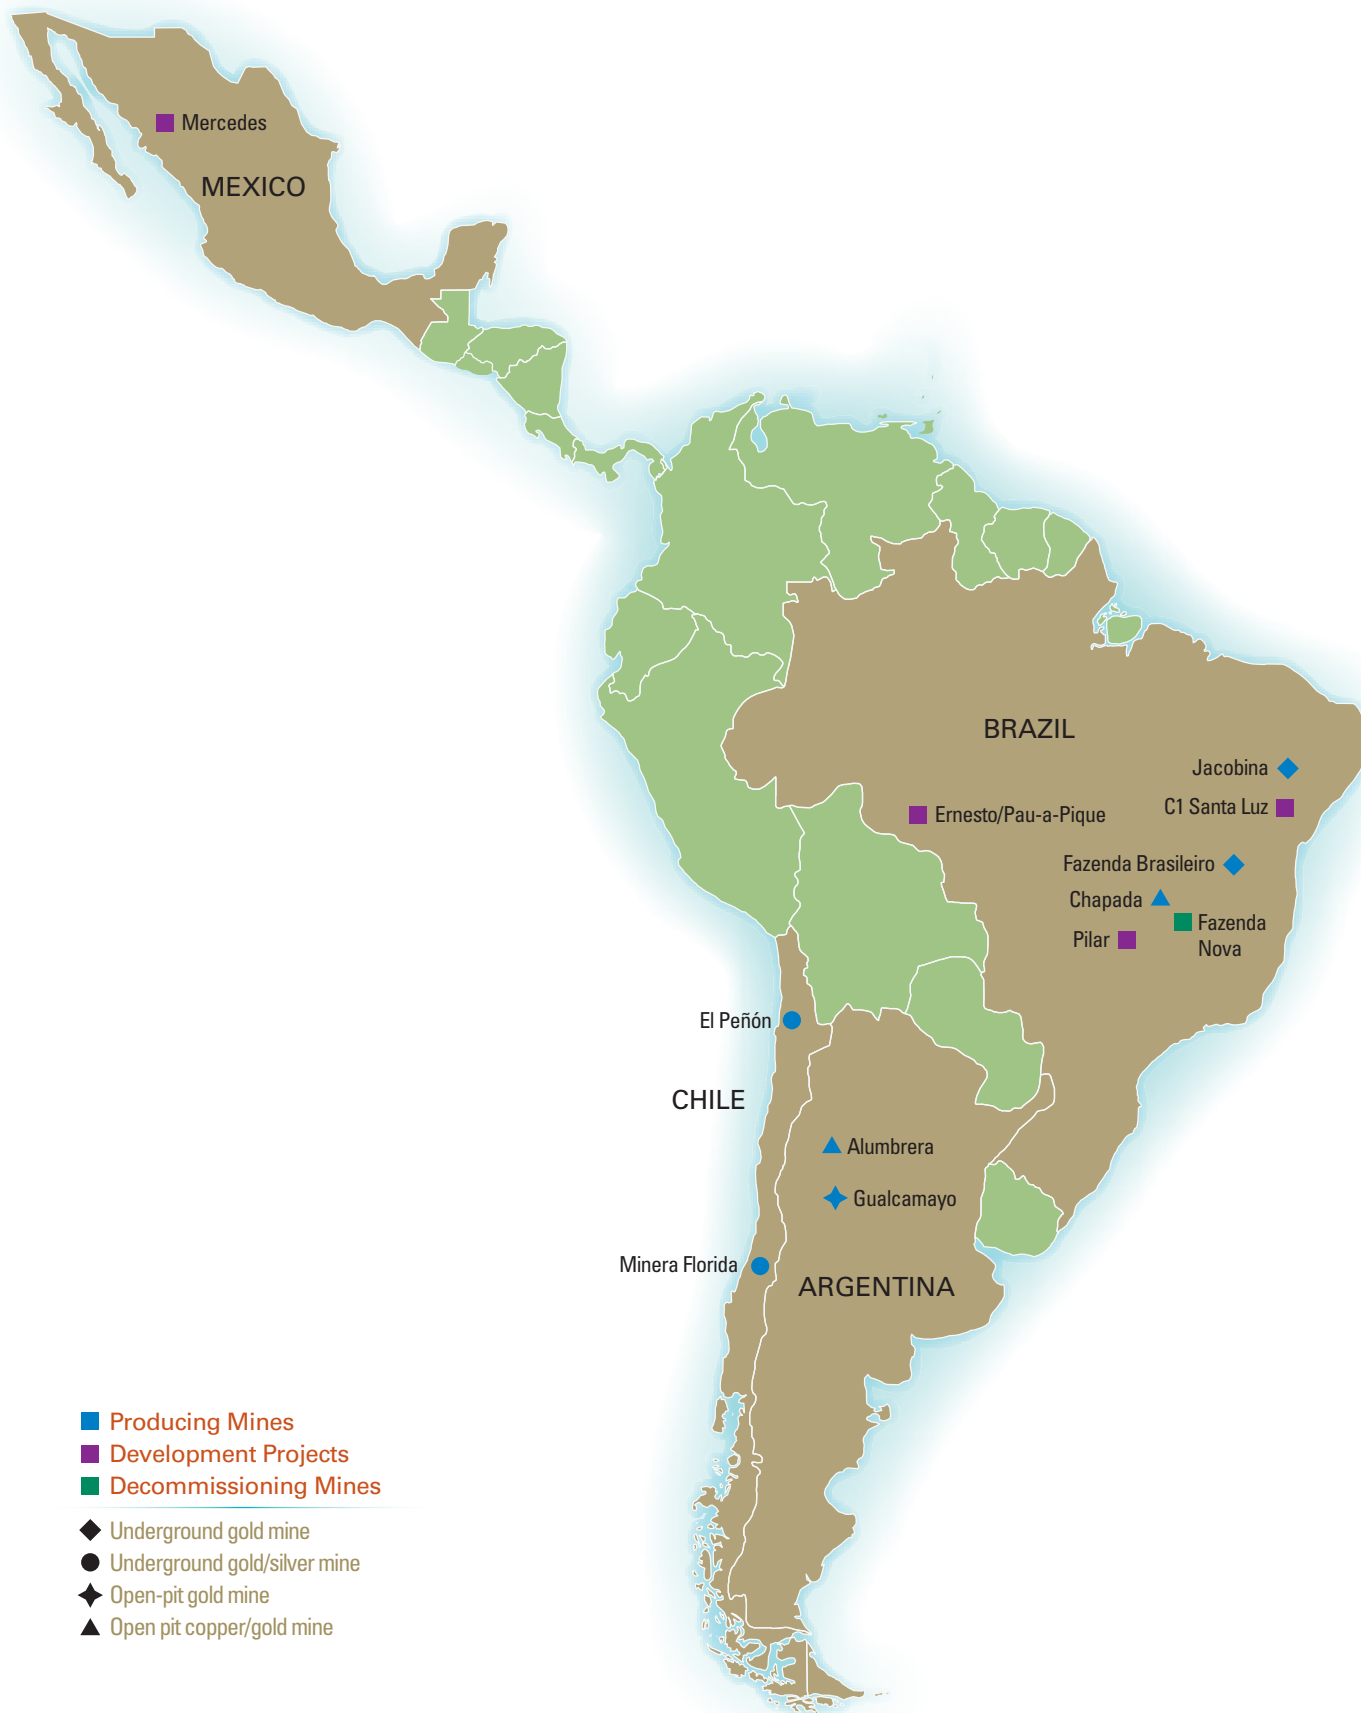 Mercedes
MEXICO
BRAZIL
Jacobina
C1 Santa Luz
Ernesto/Pau-a-Pique
Fazenda Brasileiro
Chapada
Fazenda
Nova
Pilar
El Peñón
CHILE
Alumbrera
Gualcamayo
Minera Florida
ARGENTINA
Producing Mines
Development Projects
Decommissioning Mines
Underground gold mine
Underground gold/silver mine
Open-pit gold mine
Open pit copper/gold mine